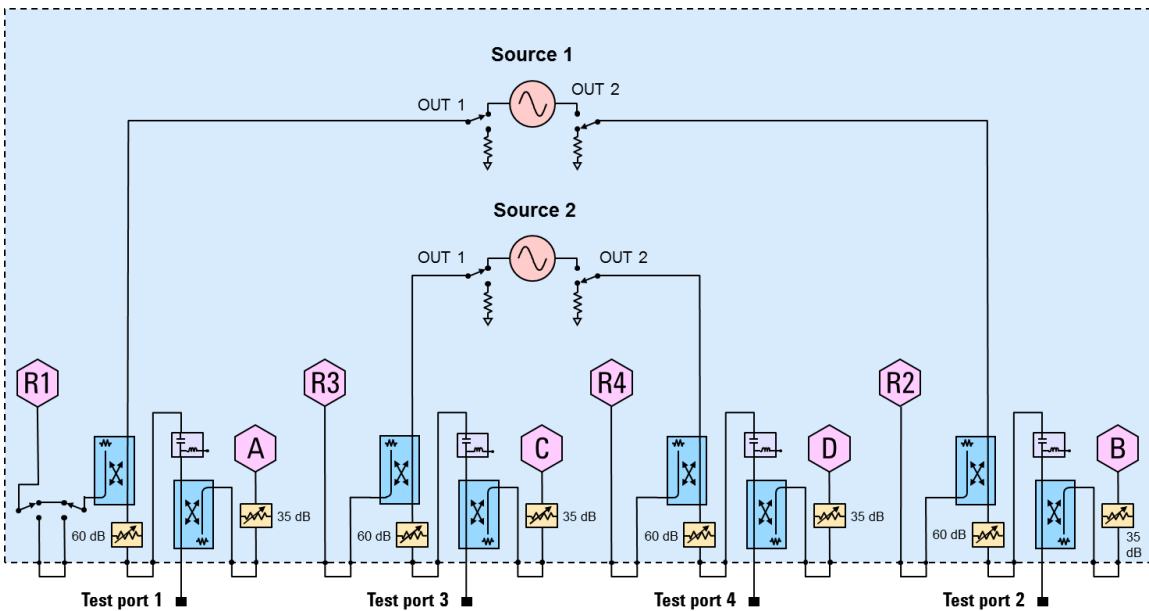 Source 1
OUT 1
OUT 2
Source 2
OUT 1
OUT 2
R1
R3
R4
R2
A
C
D
B
60 dB
35 dB
60 dB
35 dB
60 dB
35 dB
60 dB
35
dB
Test port 1
Test port 3
Test port 4
Test port 2